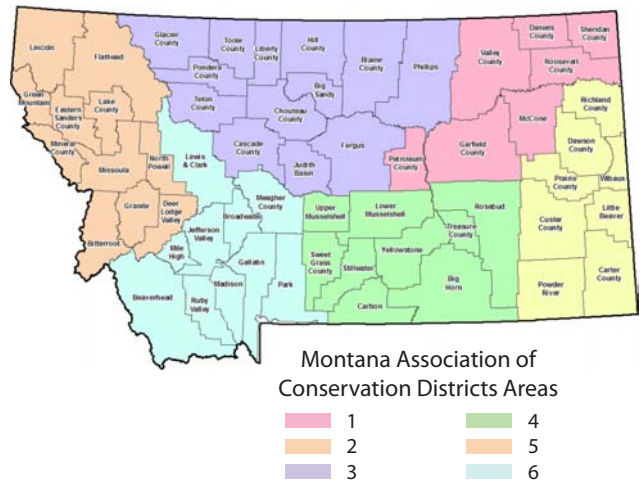 Lincoln
Flathead
Glacier
County
Toole
County
Liberty
County
Hill
County
Blaine
County
Phillips
Valley
County
Daniels
County
Sheridan
County
Roosevelt
County
Pondera
County
Big
Sandy
Teton
County
Chouteau
County
Green
Mountain
Eastern
Sanders
County
Lake
County
Mineral
County
Missoula
North
Powell
Lewis
& Clark
Cascade
County
Judith
Basin
Fergus
Petroleum
County
Garfield
County
McCone
Richland
County
Dawson
County
Prairie
County
Wibaux
Granite
Deer
Lodge
Valley
Bitterroot
Meagher
County
Broadwater
Jefferson
Valley
Mile
High
Upper
Musselshell
Lower
Musselshell
Rosebud
Treasure
County
Custer
County
Little
Beaver
Gallatin
Park
Sweet
Grass
County
Stillwater
Yellowstone
Big
Horn
Carbon
Powder
River
Carter
County
Beaverhead
Ruby
Valley
Madison
Montana Association of
Conservation Districts Areas
1 4
2 5
3 6